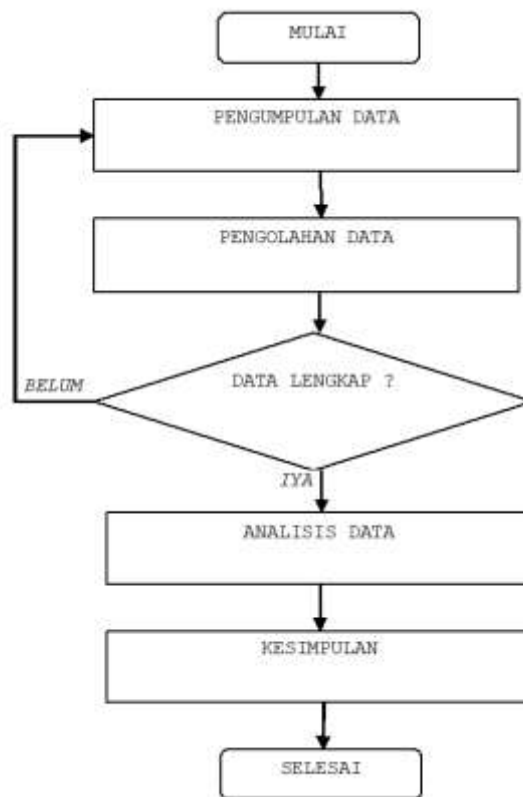 MULAI
PENGUMPULAN DATA
PENGOLAHAN DATA
DATA LENGKAP ?
BELUM
IYA
ANALISIS DATA
KESIMPULAN
SELESAI